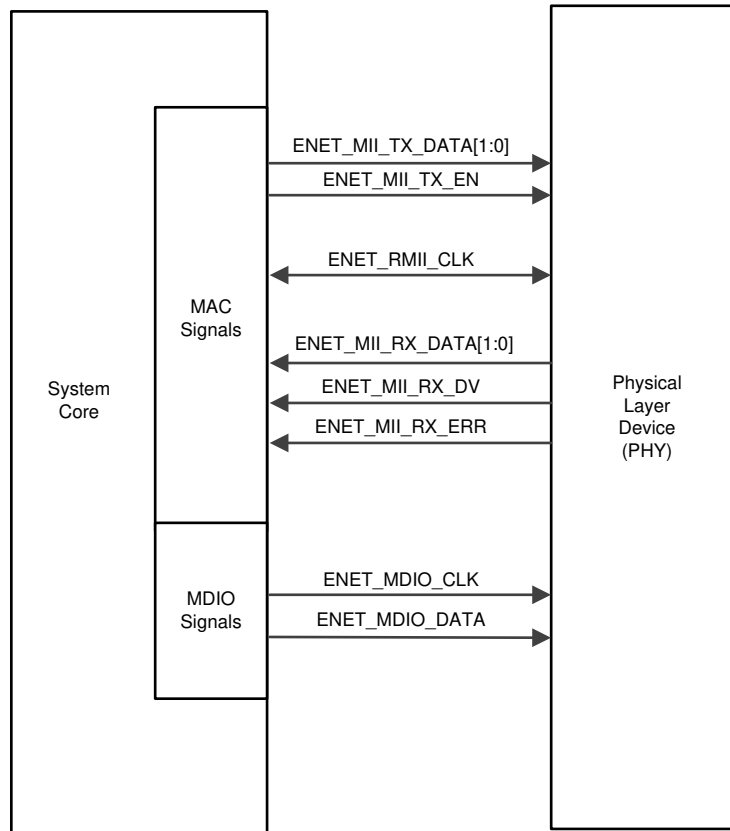 ENET_MII_TX_DATA[1:0]
ENET_MII_TX_EN
ENET_RMII_CLK
MAC
Signals
ENET_MII_RX_DATA[1:0]
ENET_MII_RX_DV
ENET_MII_RX_ERR
System
Core
Physical
Layer
Device
(PHY)
ENET_MDIO_CLK
MDIO
Signals
ENET_MDIO_DATA